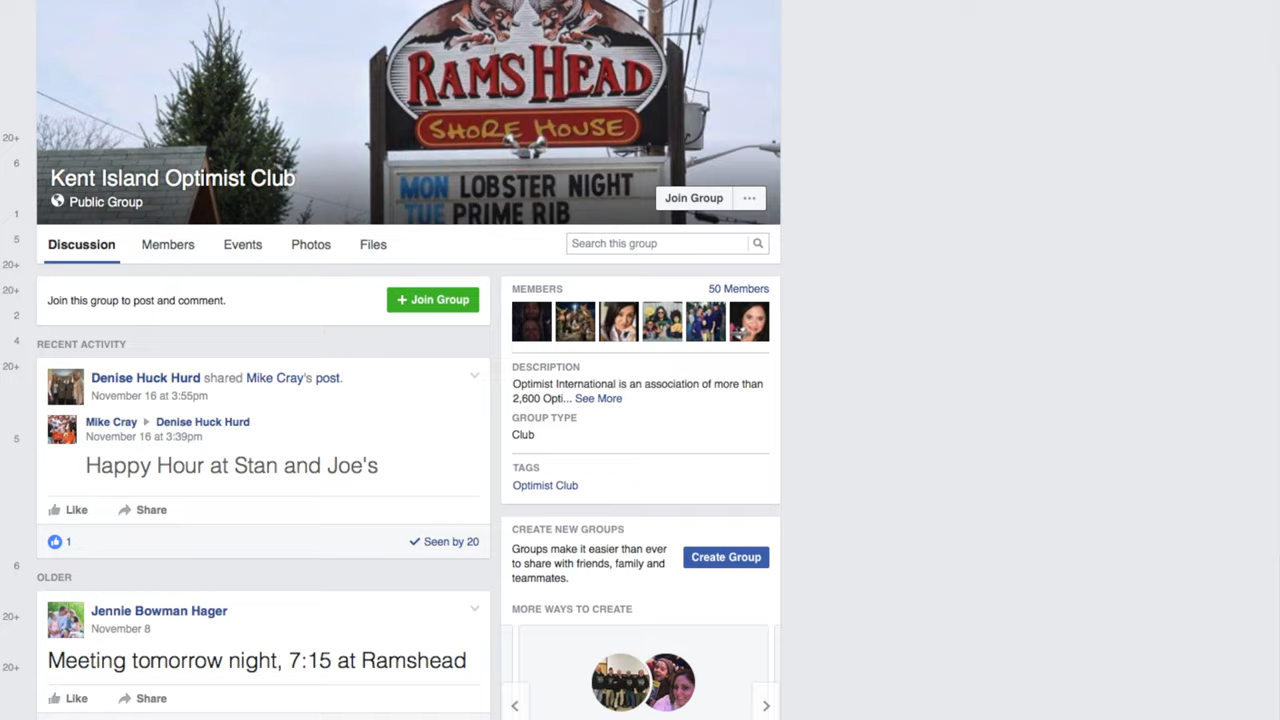 RAMS HEAD
SHORE HOUSE
MON LOBSTER NIGHT
TUE PRIME RIB
Kent Island Optimist Club
Public Group
Join Group
Discussion
Members
Events
Photos
Files
Search this group
20+
6
1
5
20+
20+
2
4
20+
5
6
20+
20+
Join this group to post and comment.
+ Join Group
RECENT ACTIVITY
Denise Huck Hurd shared Mike Cray's post.
November 16 at 3:55pm
Mike Cray ▶ Denise Huck Hurd
November 16 at 3:39pm
Happy Hour at Stan and Joe's
Like Share
1
Seen by 20
OLDER
Jennie Bowman Hager
November 8
Meeting tomorrow night, 7:15 at Ramshead
Like Share
MEMBERS
50 Members
DESCRIPTION
Optimist International is an association of more than
2,600 Opti... See More
GROUP TYPE
Club
TAGS
Optimist Club
CREATE NEW GROUPS
Groups make it easier than ever
to share with friends, family and
teammates.
Create Group
MORE WAYS TO CREATE